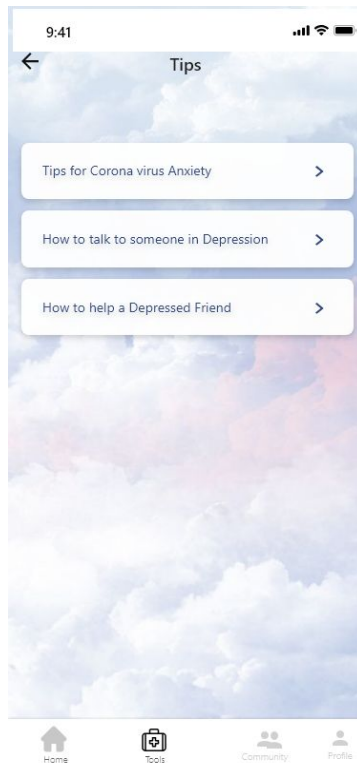 9:41
Tips
Tips for Corona virus Anxiety
How to talk to someone in Depression
How to help a Depressed Friend
Home
Tools
Community
Profile